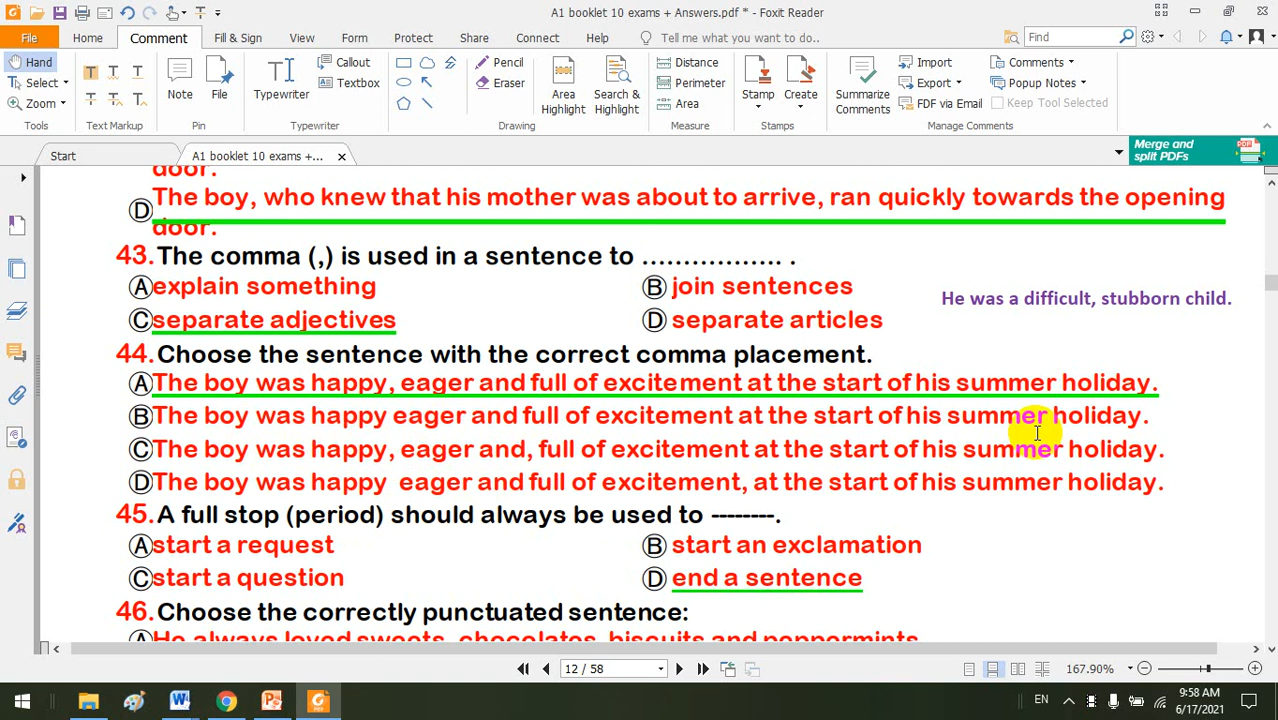 A1 booklet 10 exams + Answers.pdf * - Foxit Reader
File Home Comment Fill & Sign View Form Protect Share Connect Help Tell me what you want to do.. Find
Hand Select Zoom Tools
Text Markup
Note File Pin
Typewriter Callout Textbox Typewriter
Pencil Eraser Area Highlight Search & Highlight Drawing
Distance Perimeter Area Measure
Stamp Create Stamps
Summarize Comments Import Export FDF via Email Comments Popup Notes Keep Tool Selected Manage Comments
Start A1 booklet 10 exams +... Merge and split PDFs
door.
D The boy, who knew that his mother was about to arrive, ran quickly towards the opening
door.
43. The comma (,) is used in a sentence to ................. .
A explain something B join sentences
He was a difficult, stubborn child.
C separate adjectives D separate articles
44. Choose the sentence with the correct comma placement.
A The boy was happy, eager and full of excitement at the start of his summer holiday.
B The boy was happy eager and full of excitement at the start of his summer holiday.
C The boy was happy, eager and, full of excitement at the start of his summer holiday.
D The boy was happy  eager and full of excitement, at the start of his summer holiday.
45. A full stop (period) should always be used to --------.
A start a request B start an exclamation
C start a question D end a sentence
46. Choose the correctly punctuated sentence:
A He always loved sweets, chocolates, biscuits and peppermints.
12 / 58 167.90%
EN 9:58 AM
6/17/2021